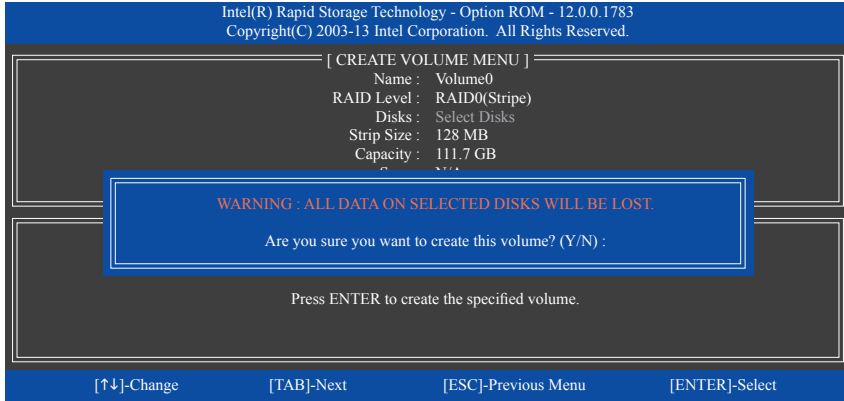 Intel(R) Rapid Storage Technology - Option ROM - 12.0.0.1783
Copyright(C) 2003-13 Intel Corporation. All Rights Reserved.
[ CREATE VOLUME MENU ]
Name : Volume0
RAID Level : RAID0(Stripe)
Disks : Select Disks
Strip Size : 128 MB
Capacity : 111.7 GB
N/A
WARNING : ALL DATA ON SELECTED DISKS WILL BE LOST.
Are you sure you want to create this volume? (Y/N) :
Press ENTER to create the specified volume.
[↑↓]-Change [TAB]-Next [ESC]-Previous Menu [ENTER]-Select